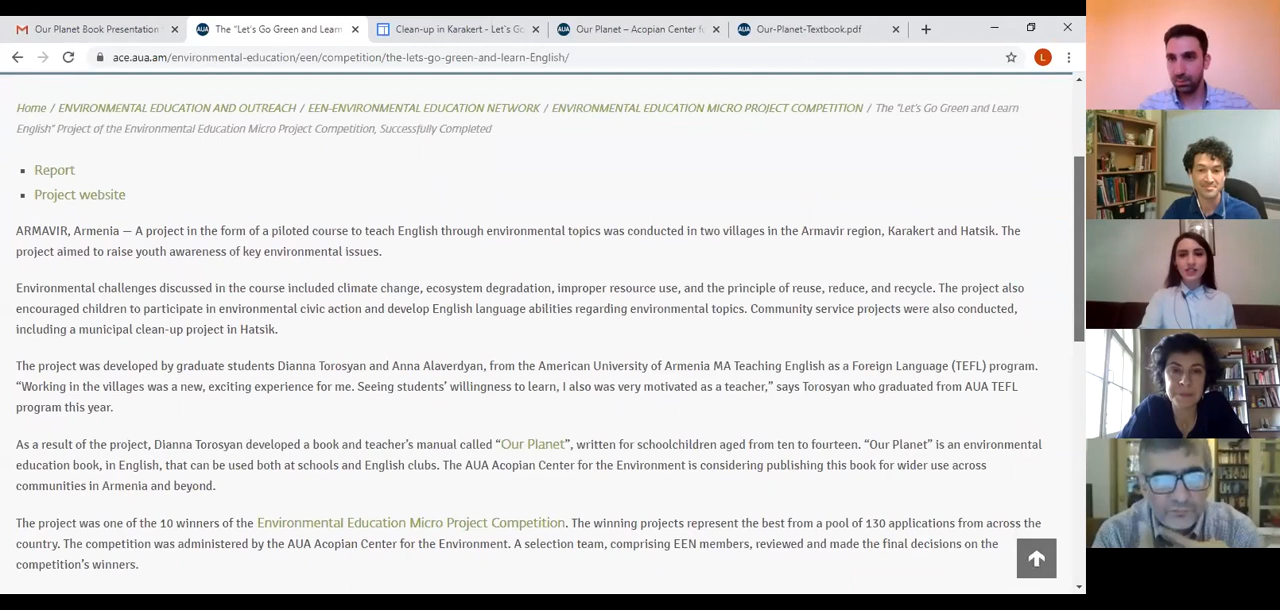 Our Planet Book Presentation
The "Let's Go Green and Learn
Clean-up in Karakert - Let`s Go
Our Planet – Acopian Center f
Our-Planet-Textbook.pdf
ace.aua.am/environmental-education/een/competition/the-lets-go-green-and-learn-English/
L
Home / ENVIRONMENTAL EDUCATION AND OUTREACH / EEN-ENVIRONMENTAL EDUCATION NETWORK / ENVIRONMENTAL EDUCATION MICRO PROJECT COMPETITION / The "Let's Go Green and Learn
English" Project of the Environmental Education Micro Project Competition, Successfully Completed
Report
Project website
ARMAVIR, Armenia — A project in the form of a piloted course to teach English through environmental topics was conducted in two villages in the Armavir region, Karakert and Hatsik. The
project aimed to raise youth awareness of key environmental issues.
Environmental challenges discussed in the course included climate change, ecosystem degradation, improper resource use, and the principle of reuse, reduce, and recycle. The project also
encouraged children to participate in environmental civic action and develop English language abilities regarding environmental topics. Community service projects were also conducted,
including a municipal clean-up project in Hatsik.
The project was developed by graduate students Dianna Torosyan and Anna Alaverdyan, from the American University of Armenia MA Teaching English as a Foreign Language (TEFL) program.
“Working in the villages was a new, exciting experience for me. Seeing students’ willingness to learn, I also was very motivated as a teacher,” says Torosyan who graduated from AUA TEFL
program this year.
As a result of the project, Dianna Torosyan developed a book and teacher’s manual called “Our Planet”, written for schoolchildren aged from ten to fourteen. “Our Planet” is an environmental
education book, in English, that can be used both at schools and English clubs. The AUA Acopian Center for the Environment is considering publishing this book for wider use across
communities in Armenia and beyond.
The project was one of the 10 winners of the Environmental Education Micro Project Competition. The winning projects represent the best from a pool of 130 applications from across the
country. The competition was administered by the AUA Acopian Center for the Environment. A selection team, comprising EEN members, reviewed and made the final decisions on the
competition’s winners.